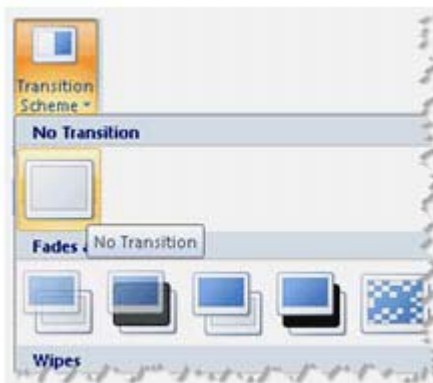 Transition
Scheme
No Transition
No Transition
Fades
Wipes